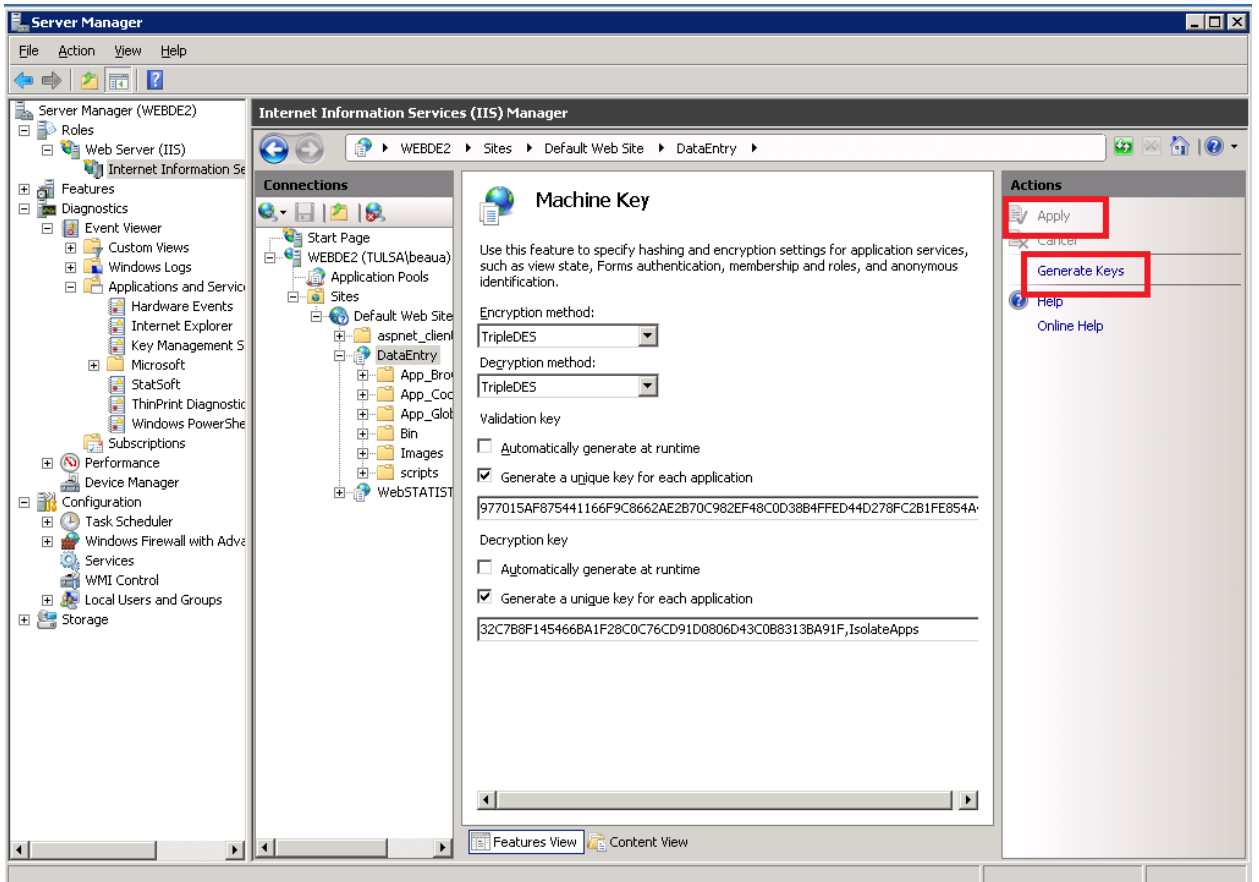 Server Manager
File Action View Help
Server Manager (WEBDE2)
Roles
Web Server (IIS)
Internet Information Se
Features
Diagnostics
Event Viewer
Custom Views
Windows Logs
Applications and Servic
Hardware Events
Internet Explorer
Key Management S
Microsoft
StatSoft
ThinPrint Diagnostic
Windows PowerShe
Subscriptions
Performance
Device Manager
Configuration
Task Scheduler
Windows Firewall with Adva
Services
WMI Control
Local Users and Groups
Storage
Internet Information Services (IIS) Manager
WEBDE2 Sites Default Web Site DataEntry
Connections
Start Page
WEBDE2 (TULSA\beaua)
Application Pools
Sites
Default Web Site
aspnet_client
DataEntry
App_Bro
App_Coc
App_Glob
Bin
Images
scripts
WebSTATIST
Machine Key
Use this feature to specify hashing and encryption settings for application services,
such as view state, Forms authentication, membership and roles, and anonymous
identification.
Encryption method:
TripleDES
Decryption method:
TripleDES
Validation key
Automatically generate at runtime
Generate a unique key for each application
977015AF875441166F9C8662AE2B70C982EF48C0D38B4FFED44D278FC2B1FE854A
Decryption key
Automatically generate at runtime
Generate a unique key for each application
32C7B8F145466BA1F28C0C76CD91D0806D43C0B8313BA91F,IsolateApps
Features View Content View
Actions
Apply
Cancel
Generate Keys
Help
Online Help